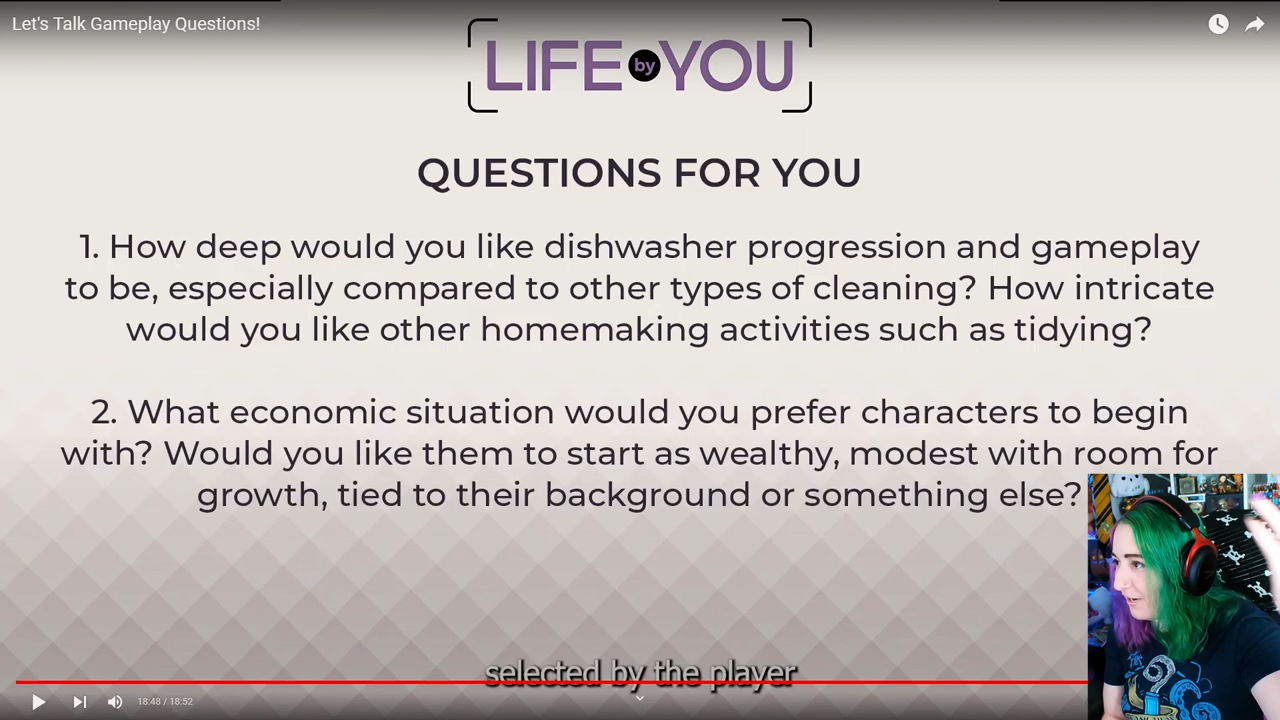 Let's Talk Gameplay Questions!
LIFE by YOU
QUESTIONS FOR YOU
1. How deep would you like dishwasher progression and gameplay
to be, especially compared to other types of cleaning? How intricate
would you like other homemaking activities such as tidying?
2. What economic situation would you prefer characters to begin
with? Would you like them to start as wealthy, modest with room for
growth, tied to their background or something else?
selected by the player
18:48 / 18:52